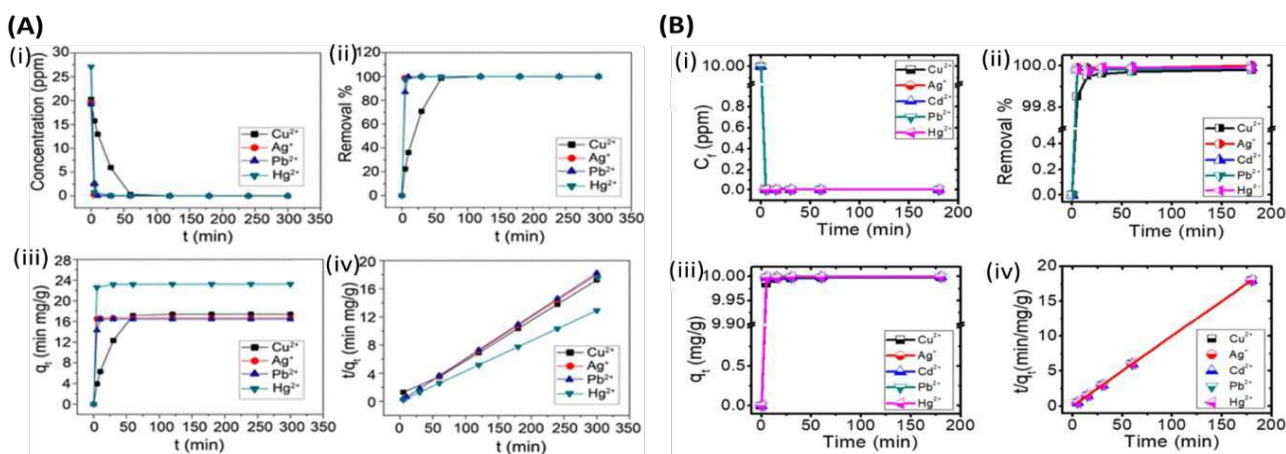 (A)
(i)
Concentration (ppm)
30
25
20
15
10
5
0
Cu²⁺
Ag⁺
Pb²⁺
Hg²⁺
0 50 100 150 200 250 300 350
t (min)
(ii)
Removal %
120
100
80
60
40
20
0
Cu²⁺
Ag⁺
Pb²⁺
Hg²⁺
0 50 100 150 200 250 300 350
t (min)
(iii)
qₜ (min mg/g)
28
24
20
16
12
8
4
0
Cu²⁺
Ag⁺
Pb²⁺
Hg²⁺
0 50 100 150 200 250 300 350
t (min)
(iv)
t/qₜ (min mg/g)
20
16
12
8
4
0
Cu²⁺
Ag⁺
Pb²⁺
Hg²⁺
0 50 100 150 200 250 300 350
t (min)
(B)
(i)
C_f (ppm)
10.00
0.8
0.4
0.0
Cu²⁺
Ag⁺
Cd²⁺
Pb²⁺
Hg²⁺
0 50 100 150 200
Time (min)
(ii)
Removal %
100.0
99.8
0.4
0.0
Cu²⁺
Ag⁺
Cd²⁺
Pb²⁺
Hg²⁺
0 50 100 150 200
Time (min)
(iii)
qₜ (mg/g)
10.00
9.95
9.90
0.5
0.0
Cu²⁺
Ag⁺
Cd²⁺
Pb²⁺
Hg²⁺
0 50 100 150 200
Time (min)
(iv)
t/qₜ(min/mg/g)
20
15
10
5
0
Cu²⁺
Ag⁺
Cd²⁺
Pb²⁺
Hg²⁺
0 50 100 150 200
Time (min)